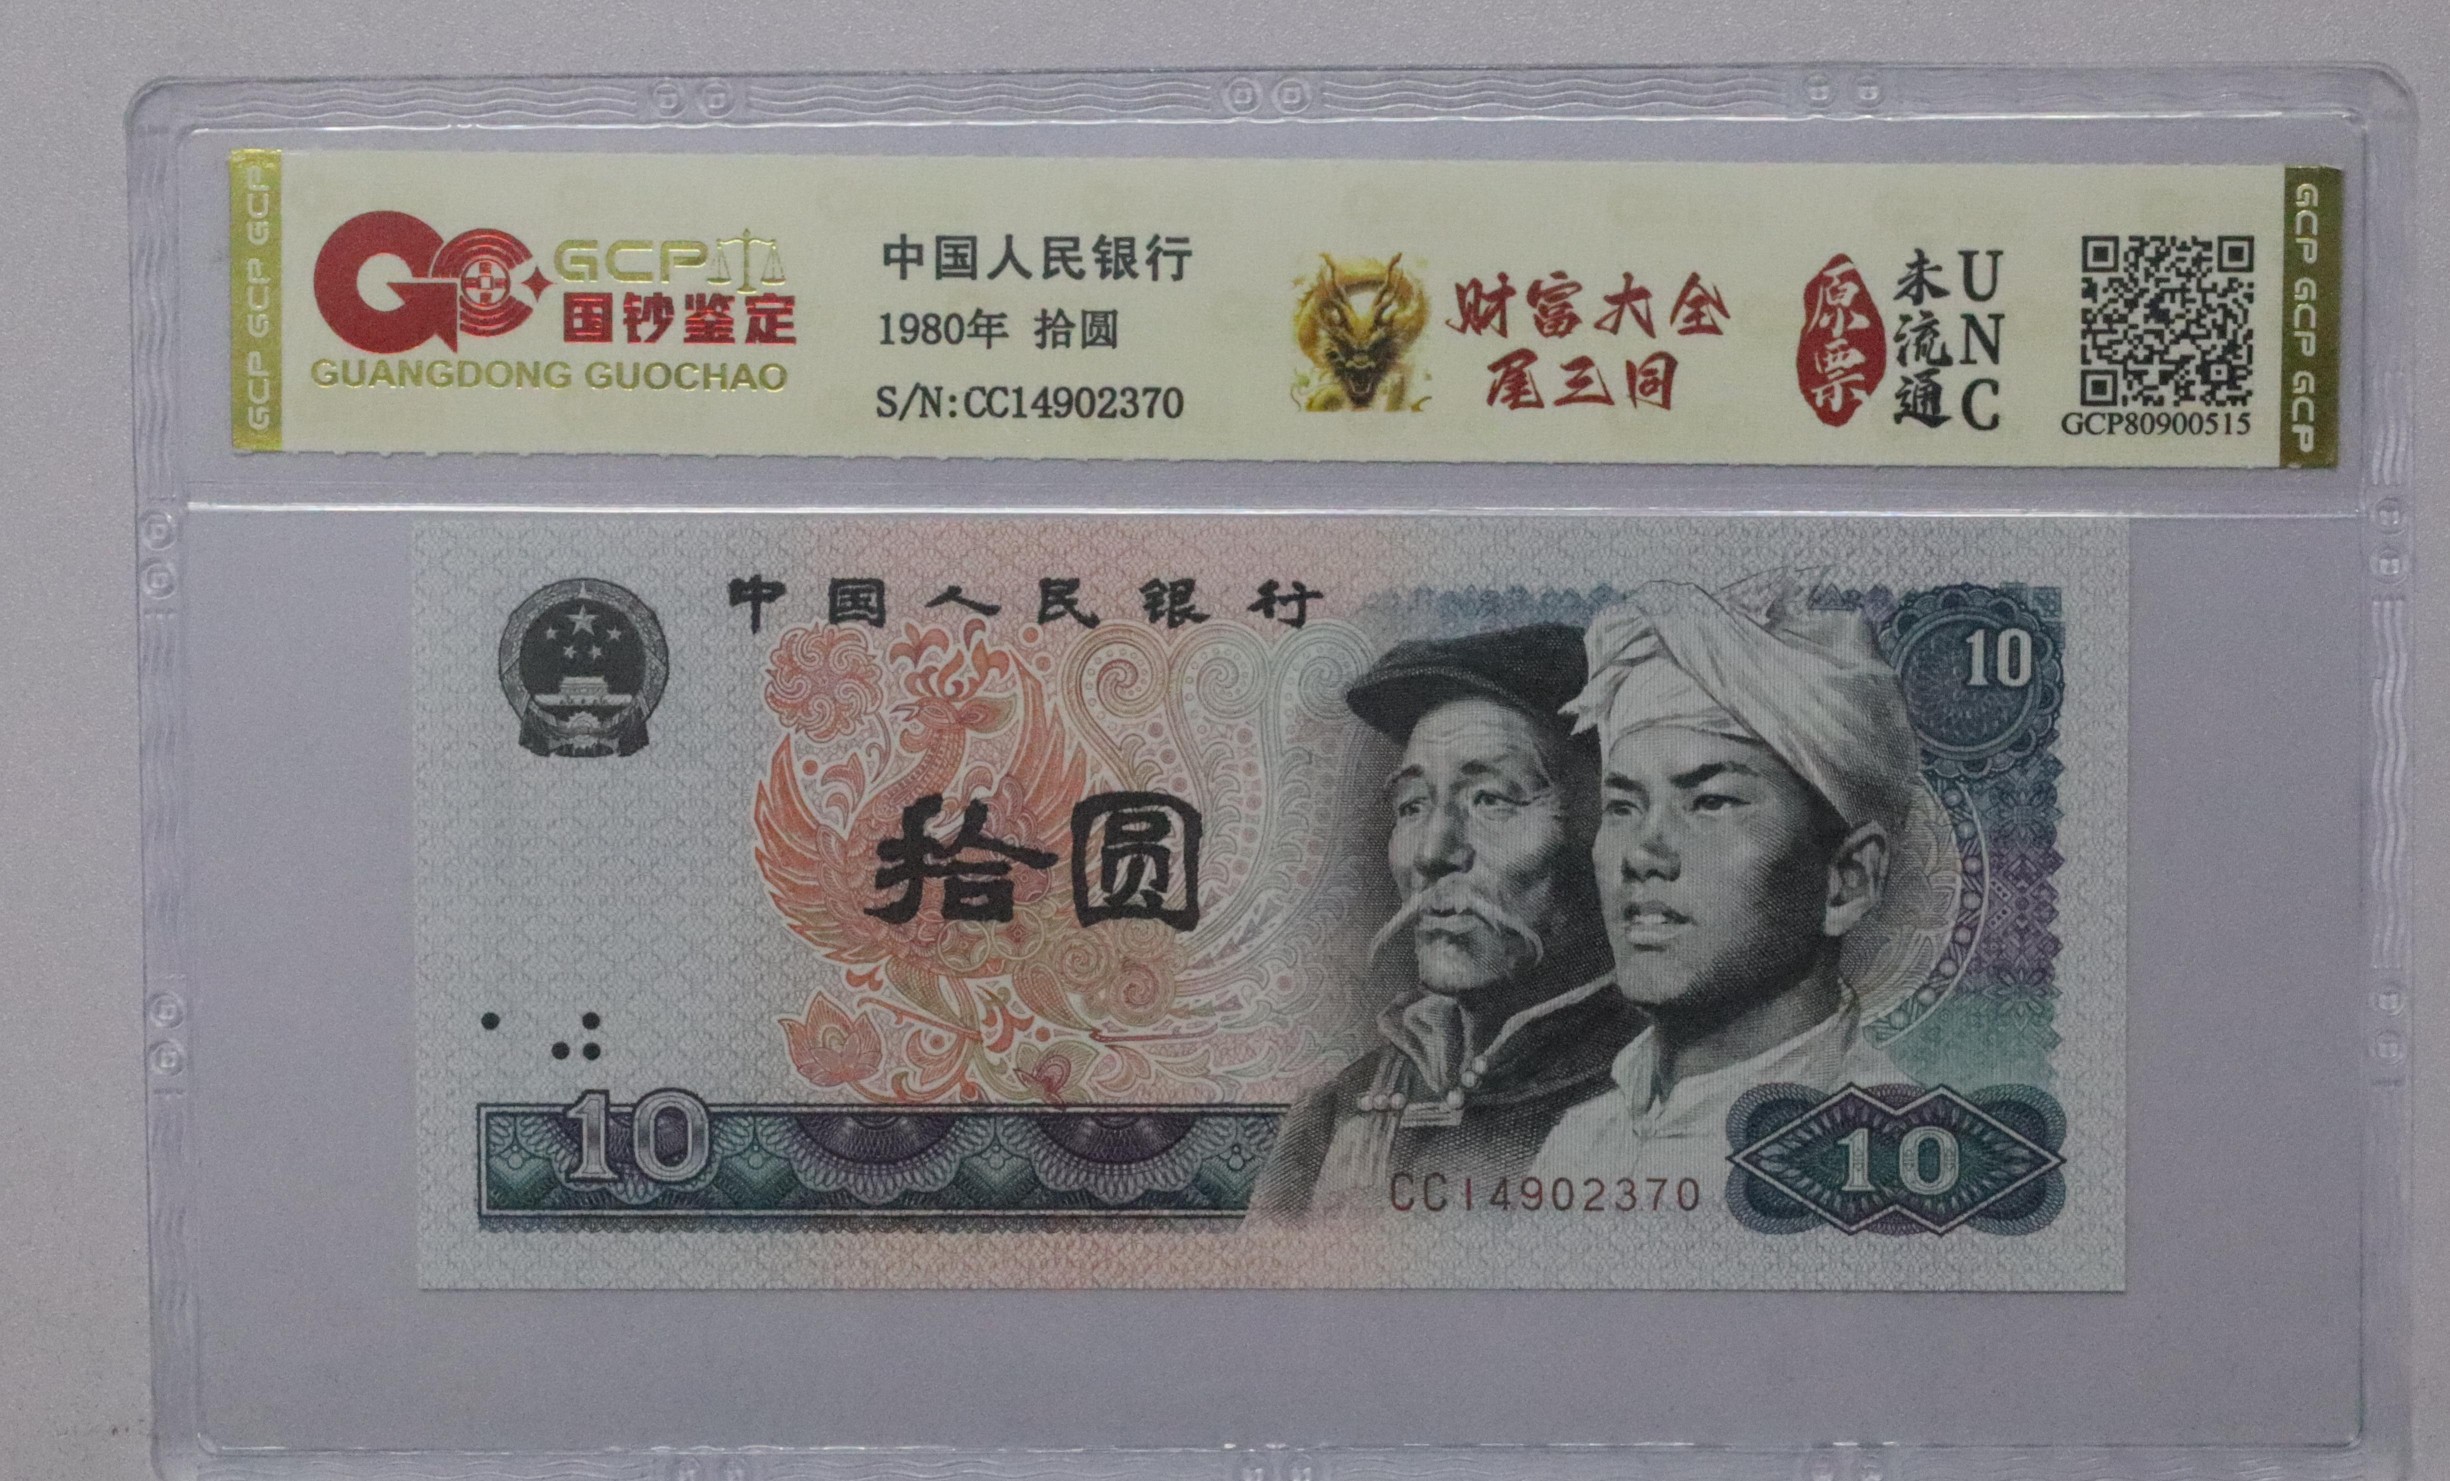 GCP GCP GCP
GCP
国钞鉴定
GUANGDONG GUOCHAO
中国人民银行
1980年 拾圆
S/N:CC14902370
财富大全
尾三同
原票
未流通
UNC
GCP80900515
GCP GCP GCP GCP
中国人民银行
10
拾圆
10
CC14902370
10